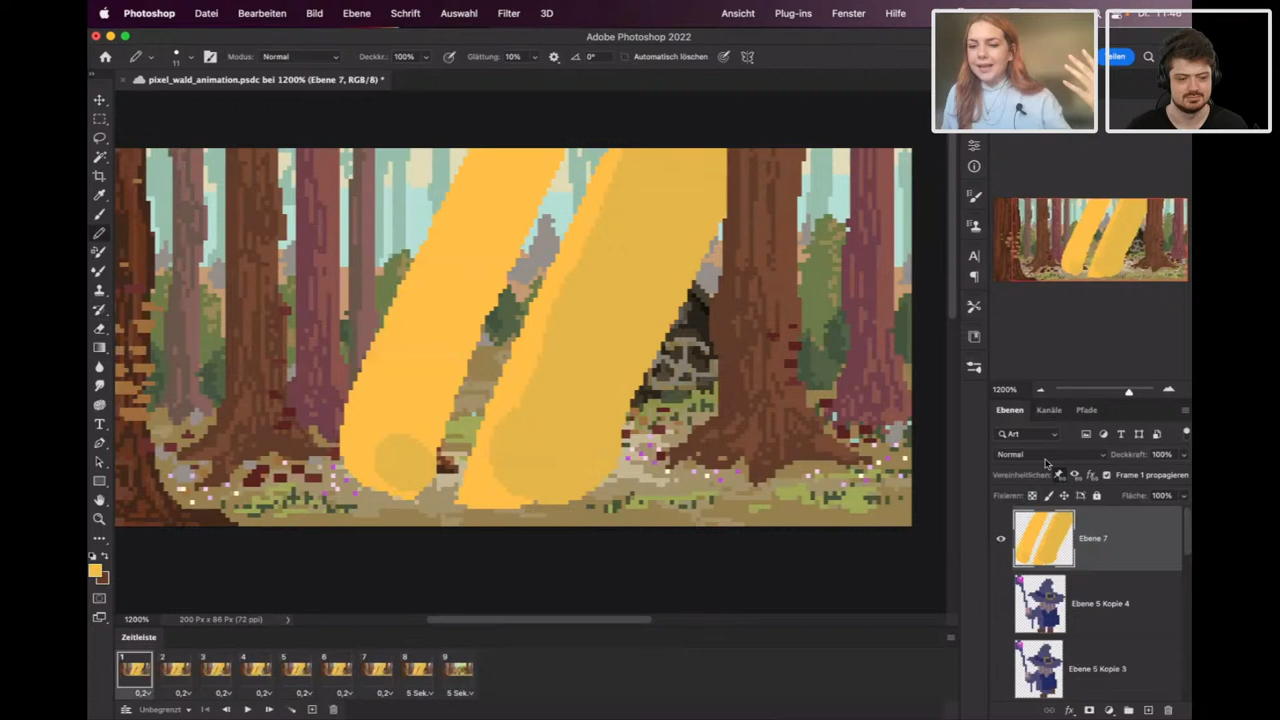 Photoshop Datei Bearbeiten Bild Ebene Schrift Auswahl Filter 3D Ansicht Plug-ins Fenster Hilfe
Adobe Photoshop 2022
11 Modus: Normal Deckkr.: 100% Glättung: 10% 0° Automatisch löschen
pixel_wald_animation.psdc bei 1200% (Ebene 7, RGB/8) *
1200%
Ebenen Kanäle Pfade
Art
Normal Deckkraft: 100%
Vereinheitlichen: Frame 1 propagieren
Fixieren: Fläche: 100%
Ebene 7
Ebene 5 Kopie 4
Ebene 5 Kopie 3
1200% 200 Px x 86 Px (72 ppi)
Zeitleiste
1 2 3 4 5 6 7 8 9
0,2 0,2 0,2 0,2 0,2 0,2 0,2 5 Sek. 5 Sek.
Unbegrenzt